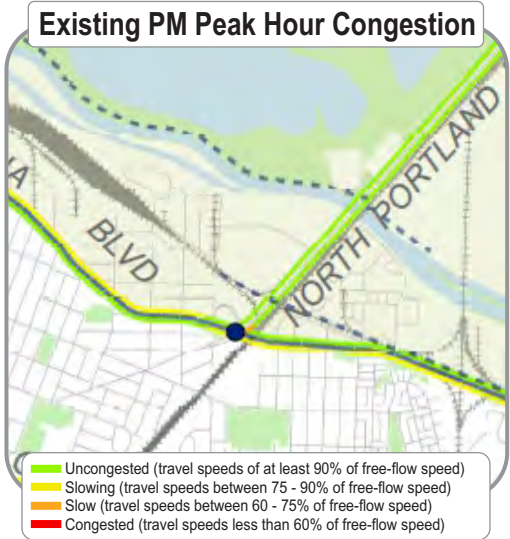 Existing PM Peak Hour Congestion
NORTH PORTLAND
BLVD
Uncongested (travel speeds of at least 90% of free-flow speed)
Slowing (travel speeds between 75 - 90% of free-flow speed)
Slow (travel speeds between 60 - 75% of free-flow speed)
Congested (travel speeds less than 60% of free-flow speed)